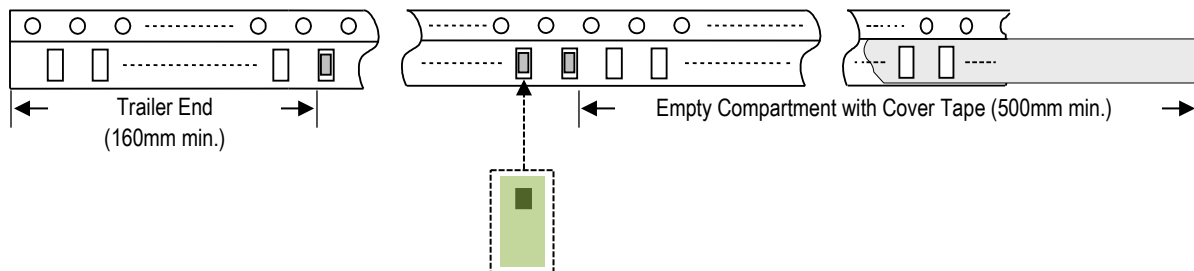 Trailer End
(160mm min.)
Empty Compartment with Cover Tape (500mm min.)